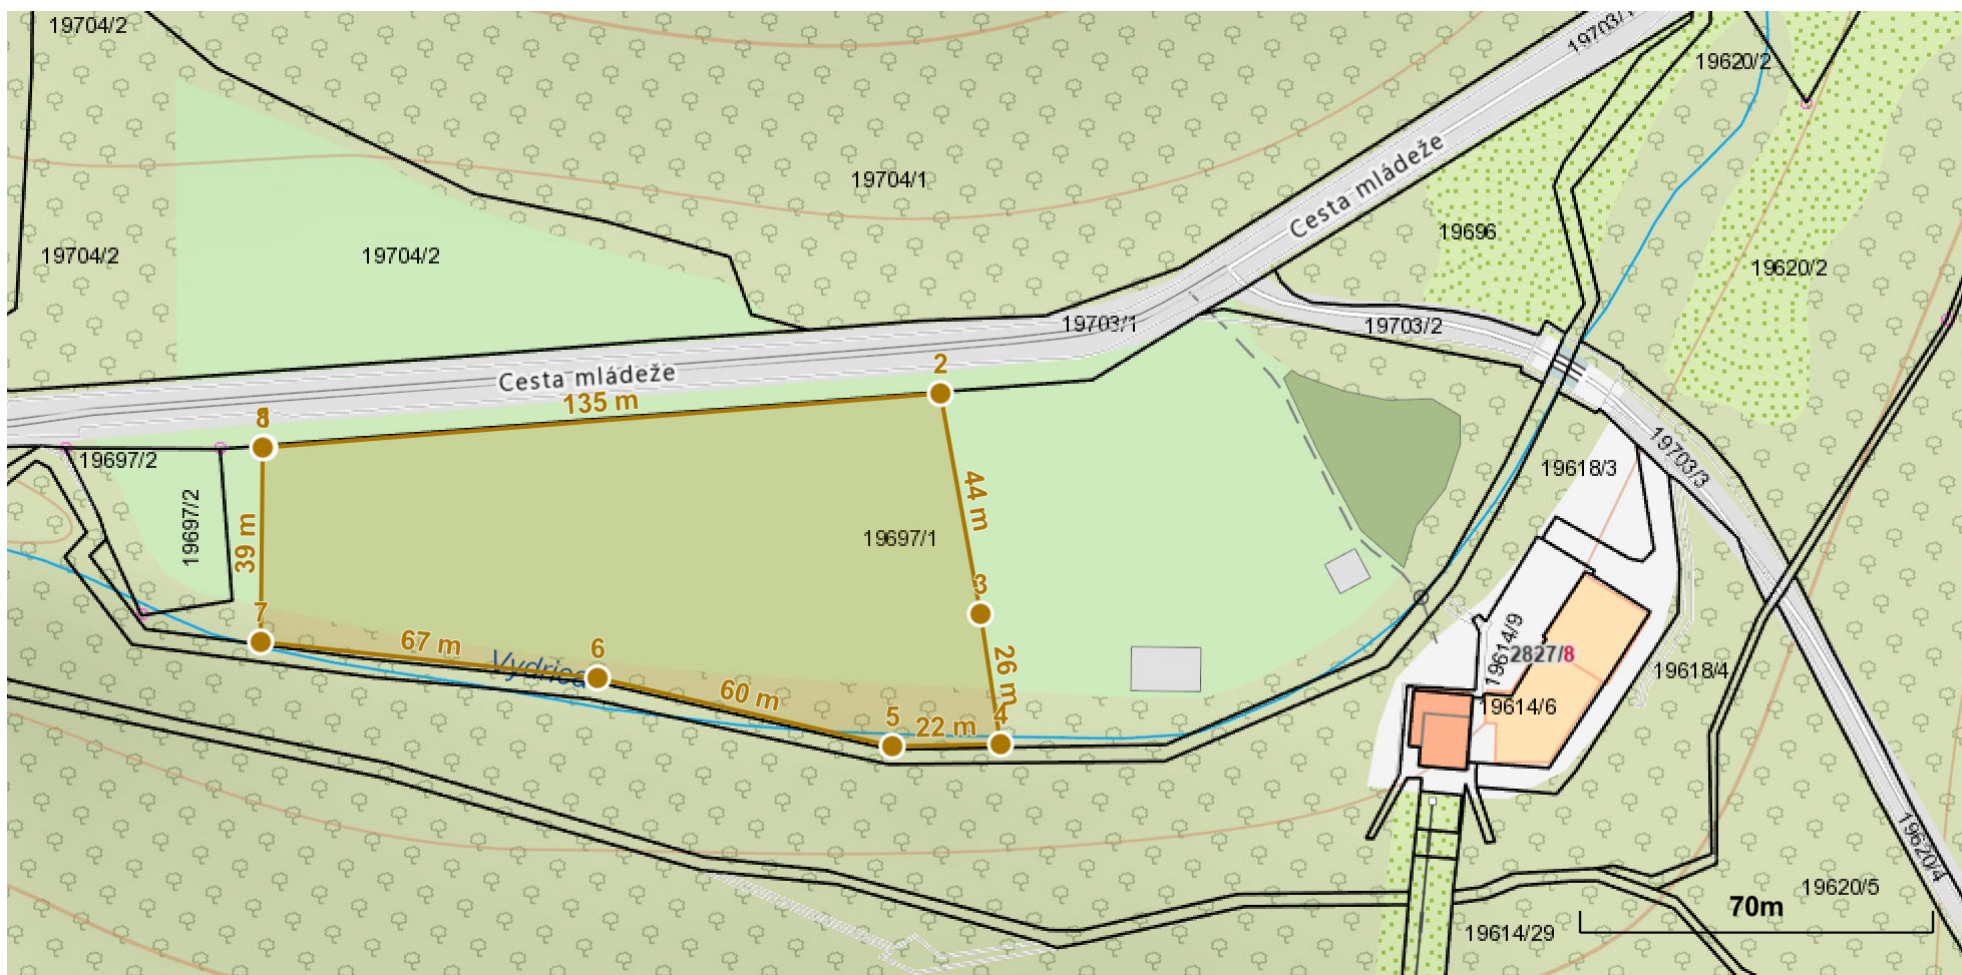 19704/2
19703/1
19620/2
Cesta mládeže
19704/1
19696
19704/2
19704/2
19620/2
19703/1
19703/2
Cesta mládeže
2
135 m
8
19697/2
19697/2
19618/3
19703/3
44 m
39 m
19697/1
3
7
67 m
6
Vydrica
26 m
19614/9
2827/8
19618/4
60 m
5
22 m
4
19614/6
19620/4
19620/5
70m
19614/29